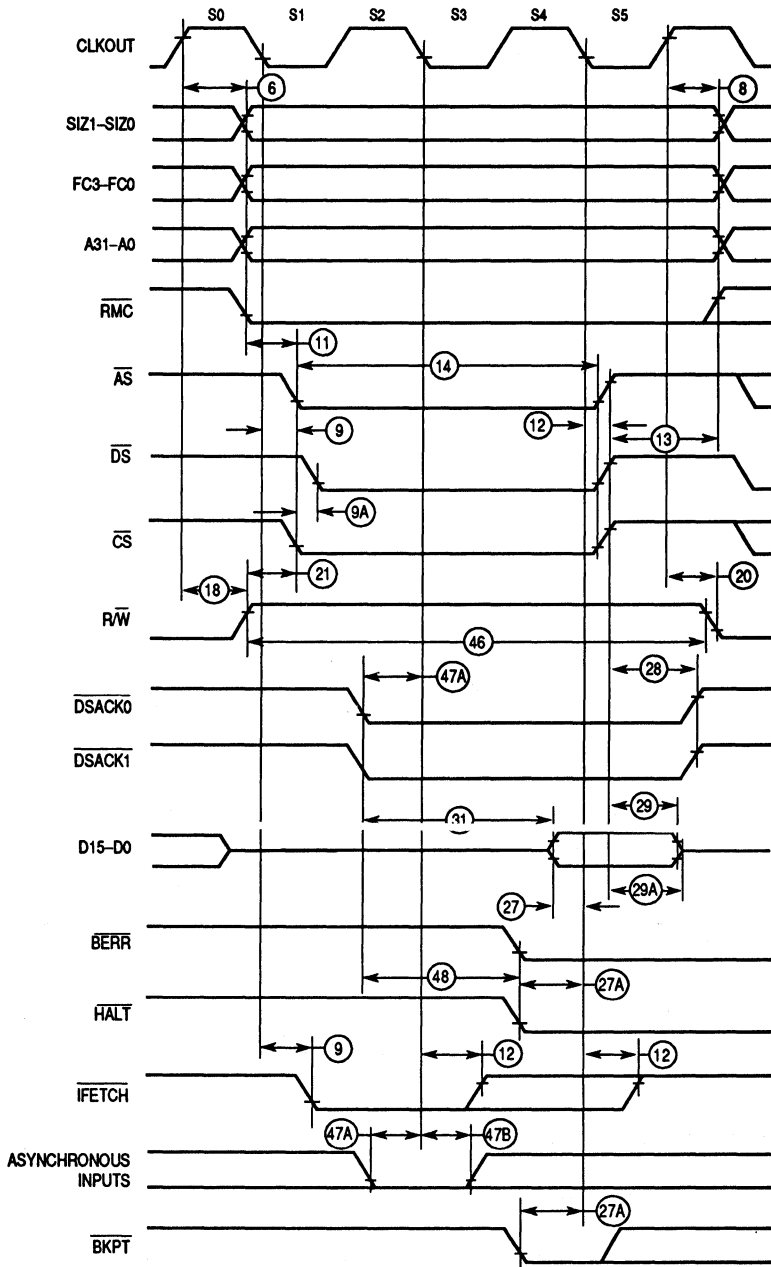 S0 S1 S2 S3 S4 S5
CLKOUT
6 8
SIZ1–SIZ0
FC3–FC0
A31–A0
RMC
11
14
AS
9 12 13
DS
9A
CS
21 20
18
R/W
46
47A 28
DSACK0
DSACK1
29
31
D15–D0
29A
27
BERR
48 27A
HALT
9 12 12
IFETCH
47A 47B
ASYNCHRONOUS
INPUTS
27A
BKPT